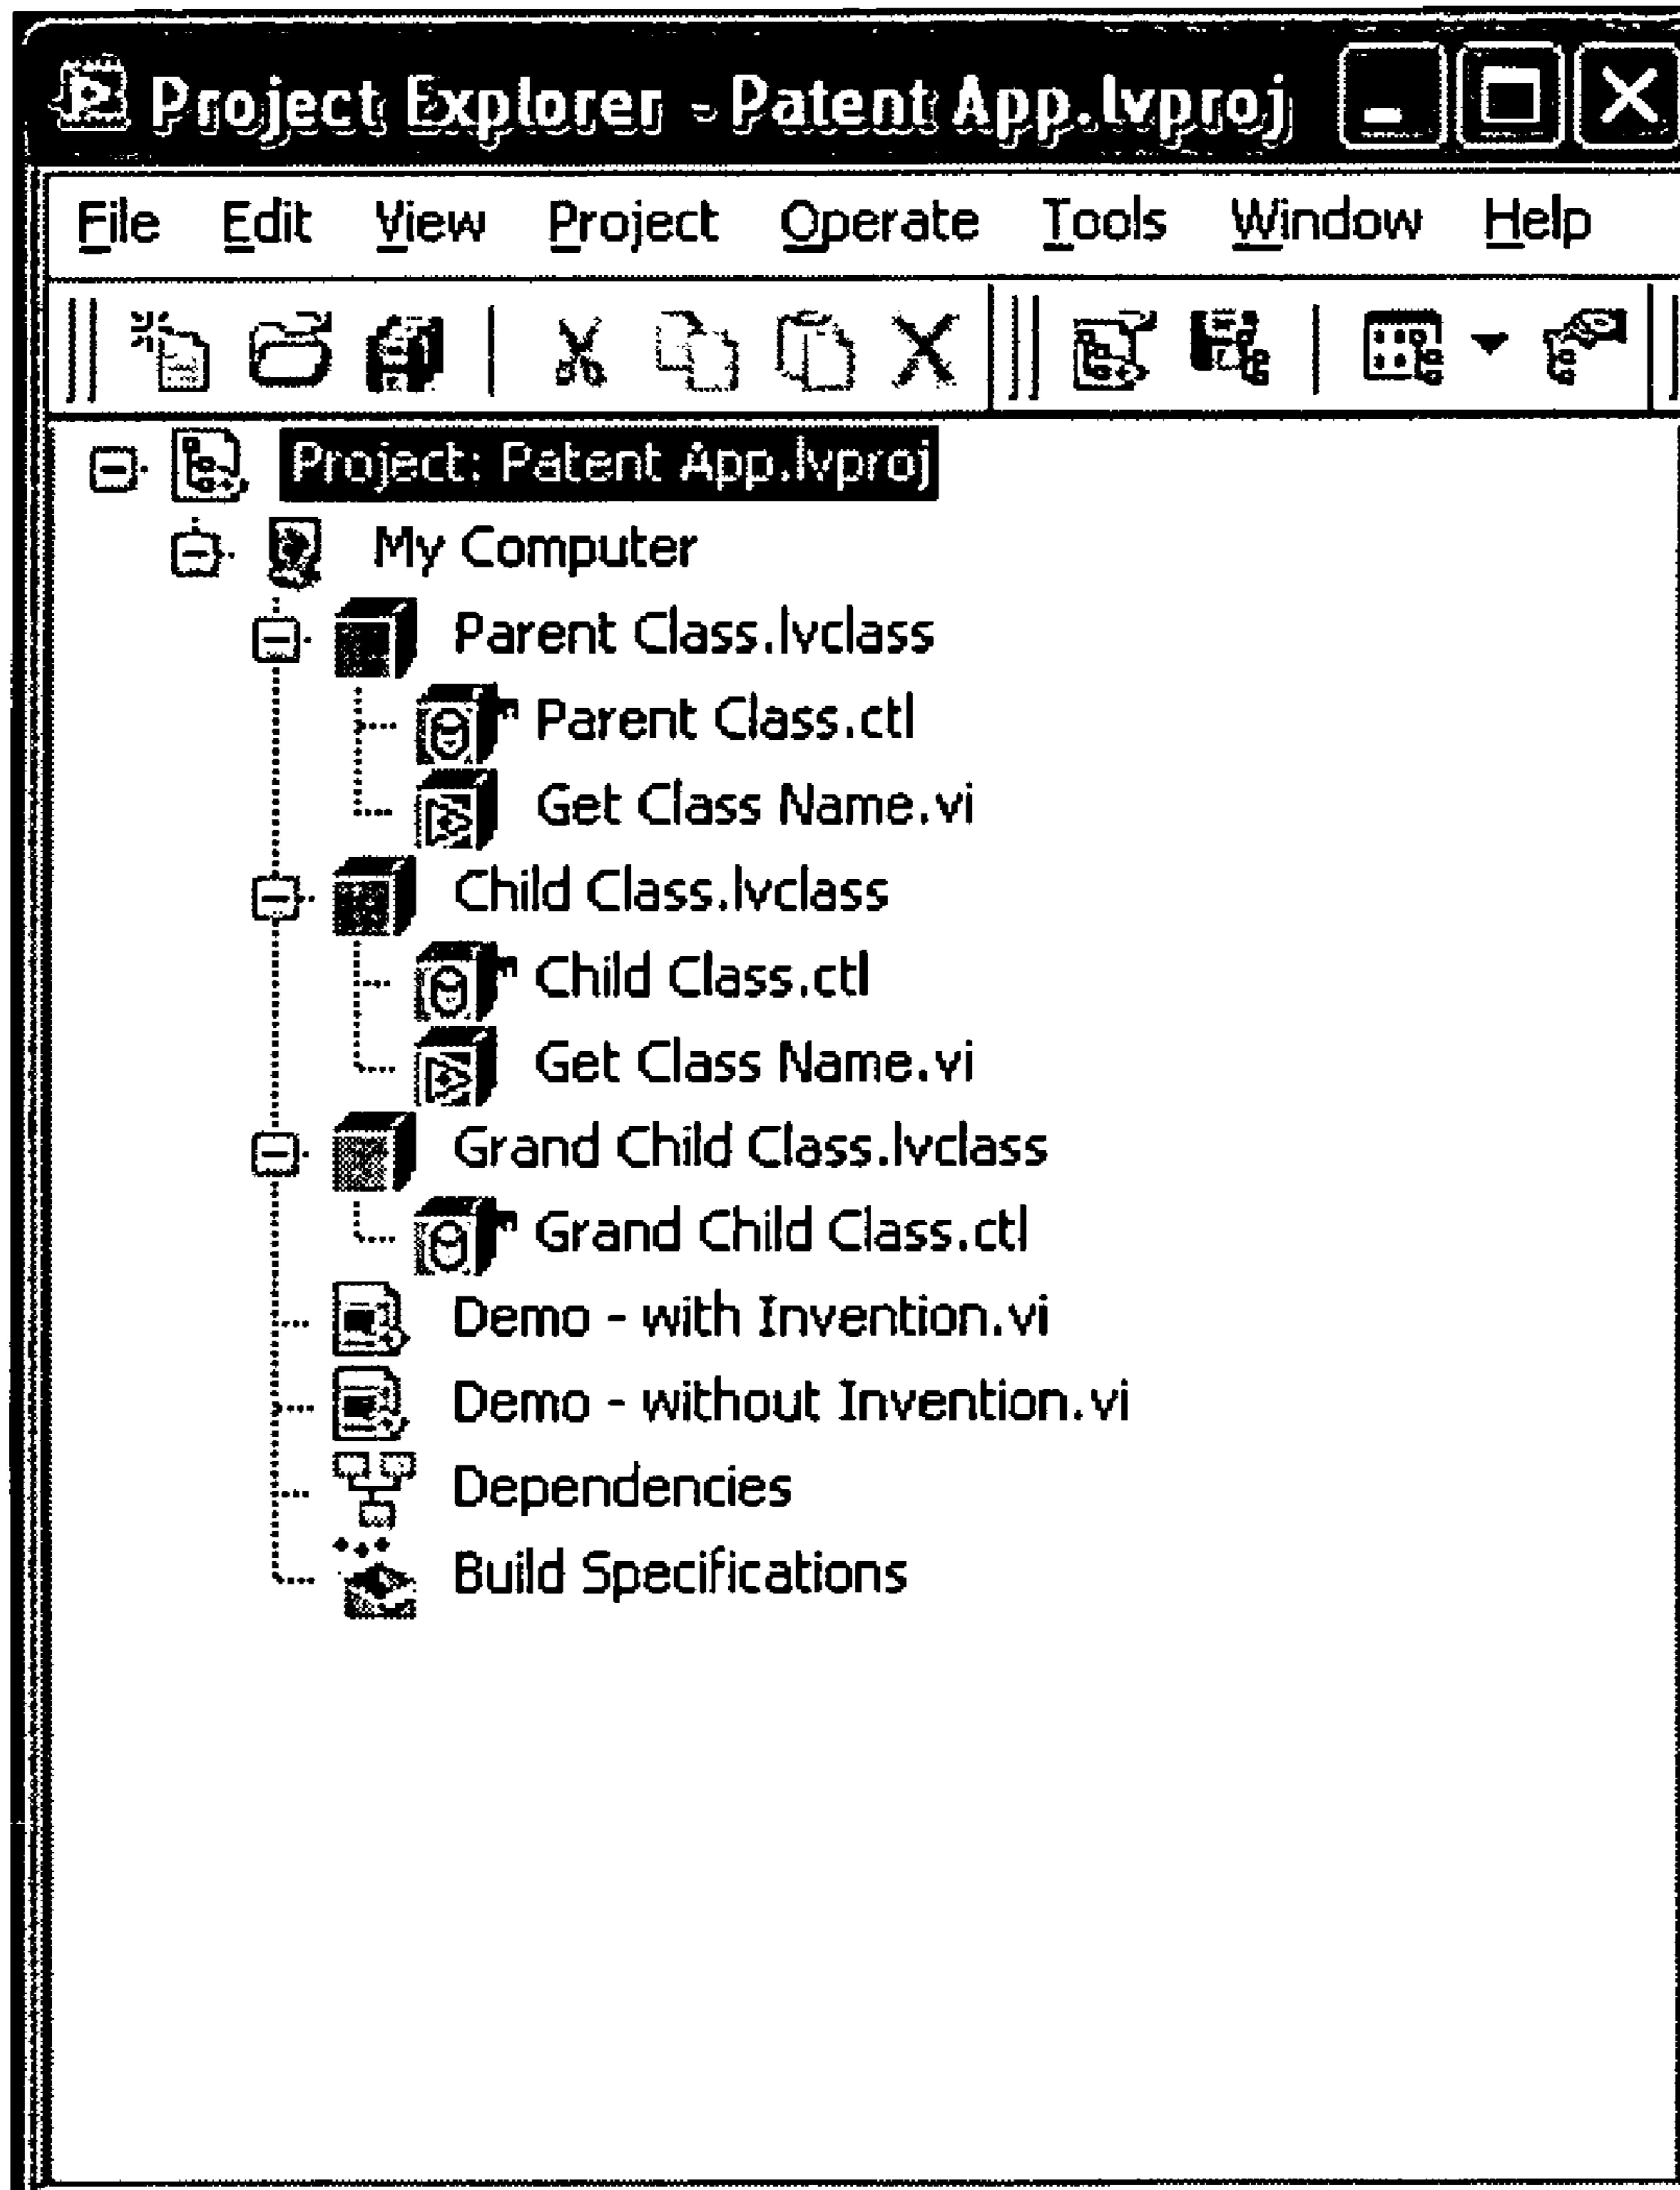 Project Explorer - Patent App.lvproj
File Edit View Project Operate Tools Window Help
Project: Patent App.lvproj
My Computer
Parent Class.lvclass
Parent Class.ctl
Get Class Name.vi
Child Class.lvclass
Child Class.ctl
Get Class Name.vi
Grand Child Class.lvclass
Grand Child Class.ctl
Demo - with Invention.vi
Demo - without Invention.vi
Dependencies
Build Specifications